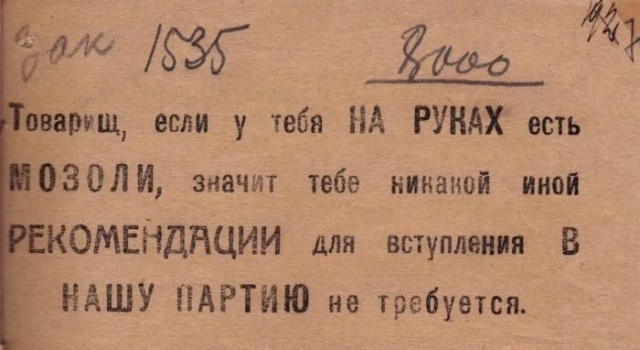 зак 1535 3000 1927
Товарищ, если у тебя НА РУКАХ есть
МОЗОЛИ, значит тебе никакой иной
РЕКОМЕНДАЦИИ для вступления В
НАШУ ПАРТИЮ не требуется.